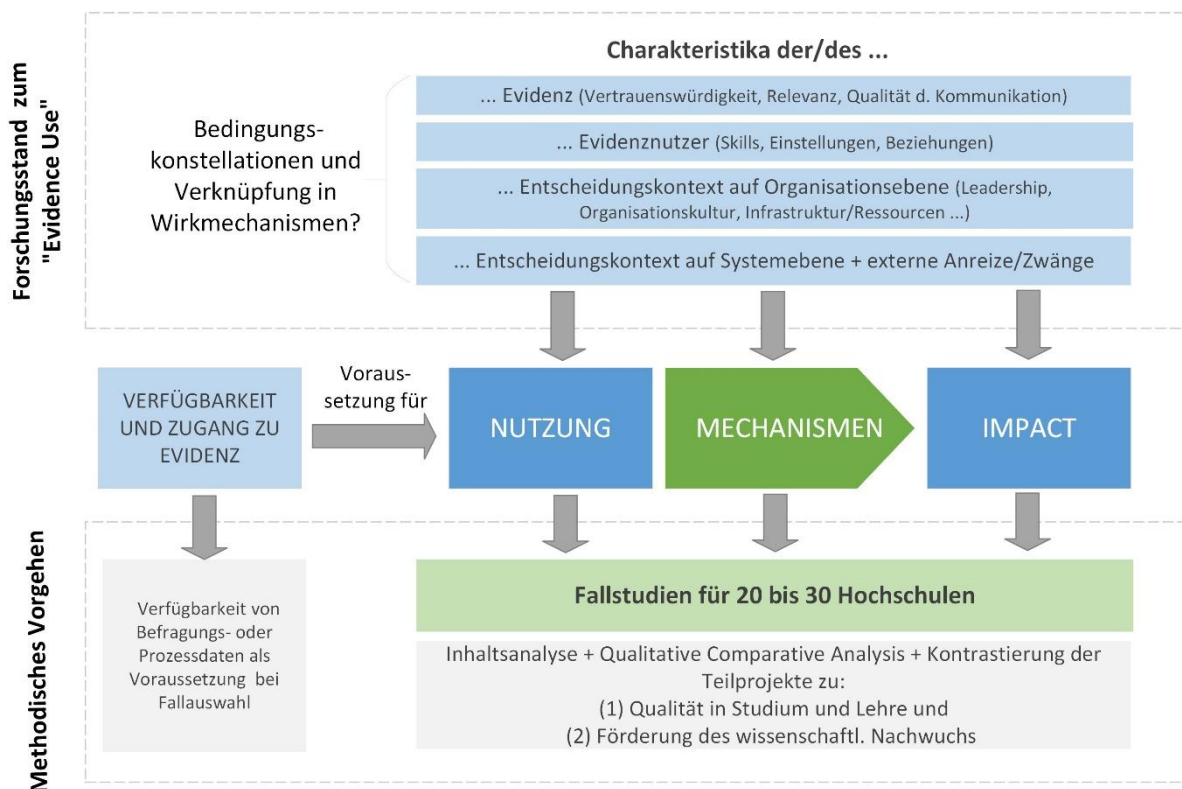 Forschungsstand zum
"Evidence Use"
Charakteristika der/des ...
Bedingungs-
konstellationen und
Verknüpfung in
Wirkmechanismen?
... Evidenz (Vertrauenswürdigkeit, Relevanz, Qualität d. Kommunikation)
... Evidenznutzer (Skills, Einstellungen, Beziehungen)
... Entscheidungskontext auf Organisationsebene (Leadership,
Organisationskultur, Infrastruktur/Ressourcen ...)
... Entscheidungskontext auf Systemebene + externe Anreize/Zwänge
VERFÜGBARKEIT
UND ZUGANG ZU
EVIDENZ
Voraus-
setzung für
NUTZUNG
MECHANISMEN
IMPACT
Methodisches Vorgehen
Verfügbarkeit von
Befragungs- oder
Prozessdaten als
Voraussetzung bei
Fallauswahl
Fallstudien für 20 bis 30 Hochschulen
Inhaltsanalyse + Qualitative Comparative Analysis + Kontrastierung der
Teilprojekte zu:
(1) Qualität in Studium und Lehre und
(2) Förderung des wissenschaftl. Nachwuchs